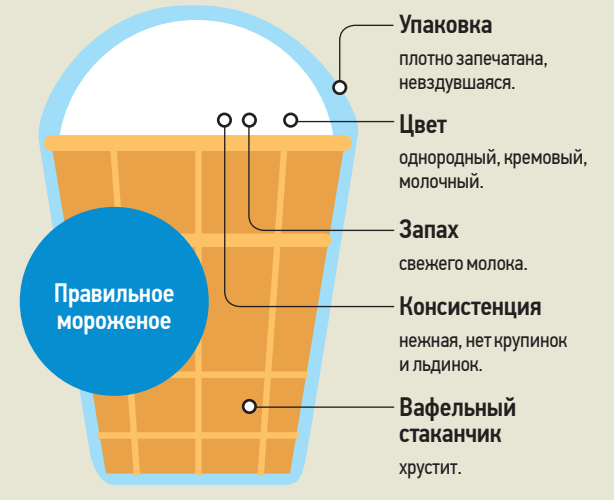 Упаковка
плотно запечатана,
невздувшаяся.
Цвет
однородный, кремовый,
молочный.
Запах
свежего молока.
Консистенция
нежная, нет крупинок
и льдинок.
Вафельный
стаканчик
хрустит.
Правильное
мороженое